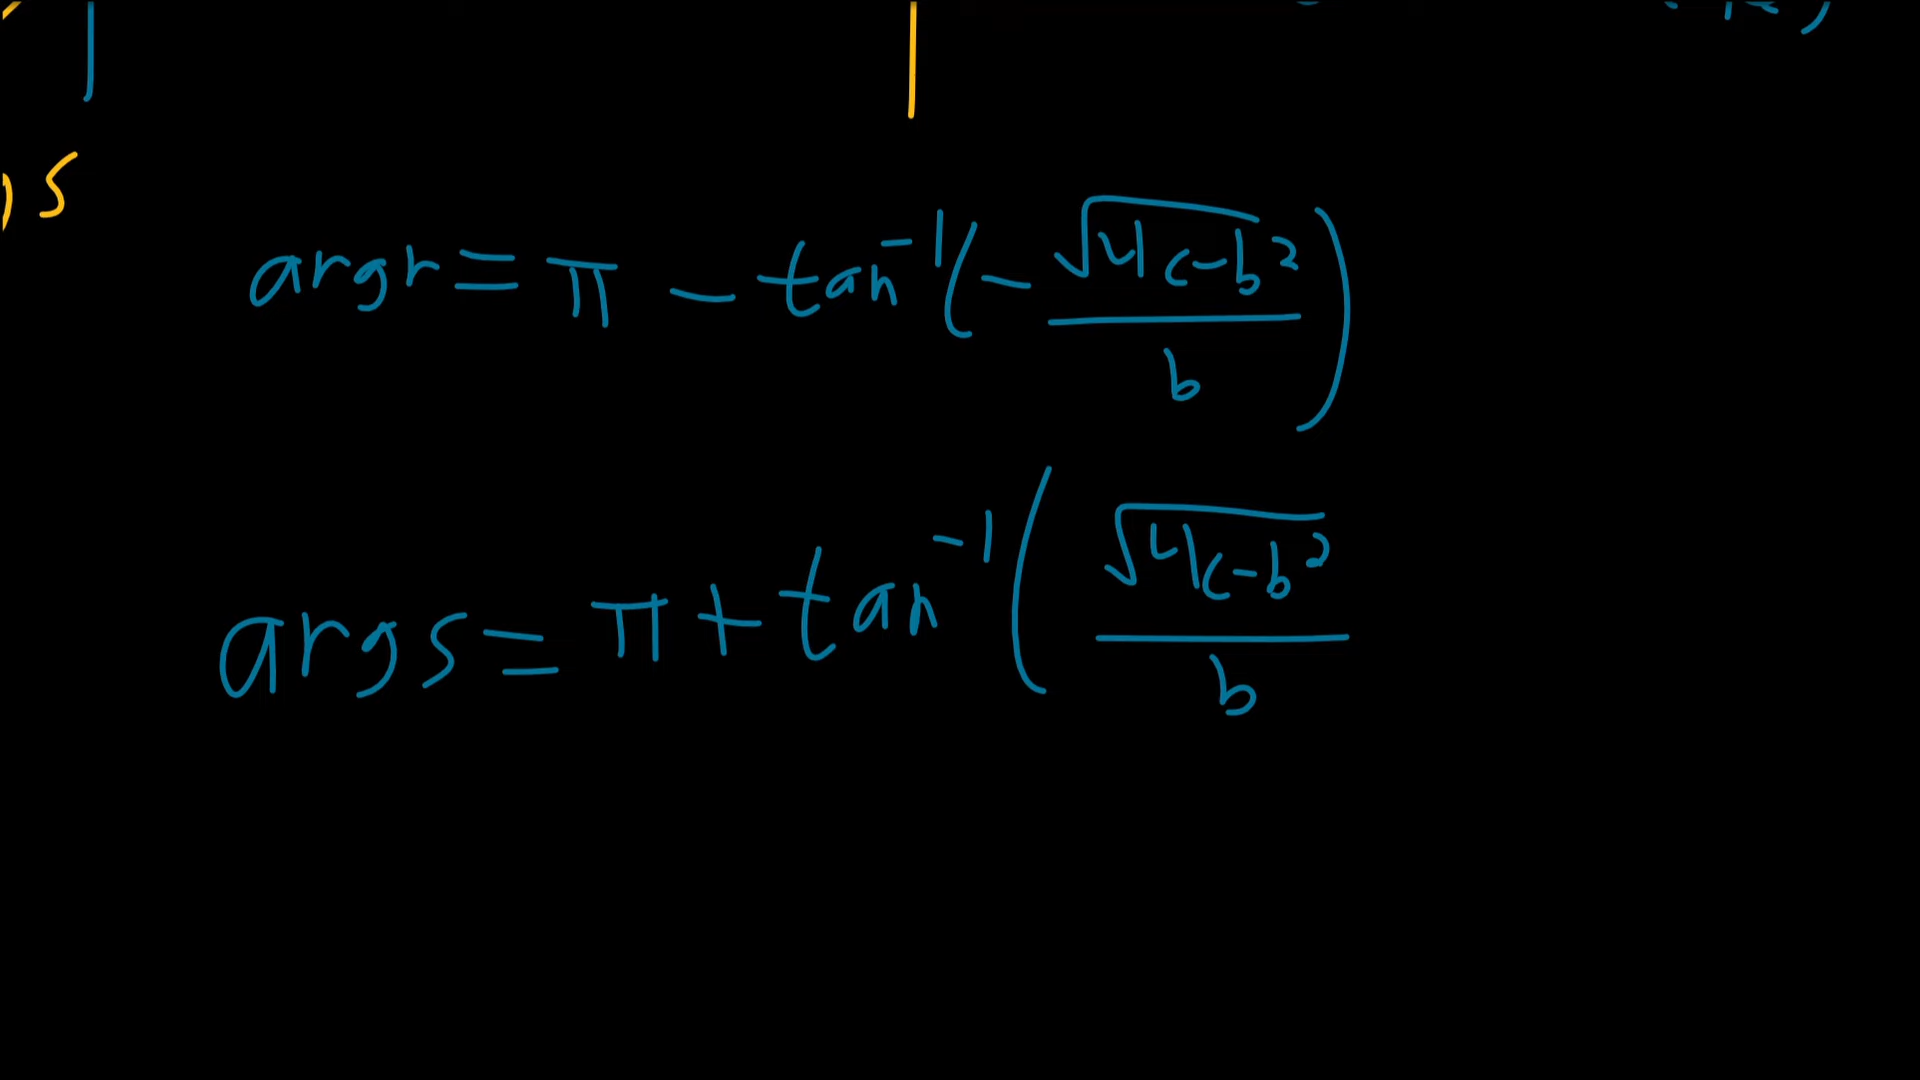 s
arg r = π - tan⁻¹(-√(4c-b²)/b)
arg s = π + tan⁻¹(√(4c-b²)/b